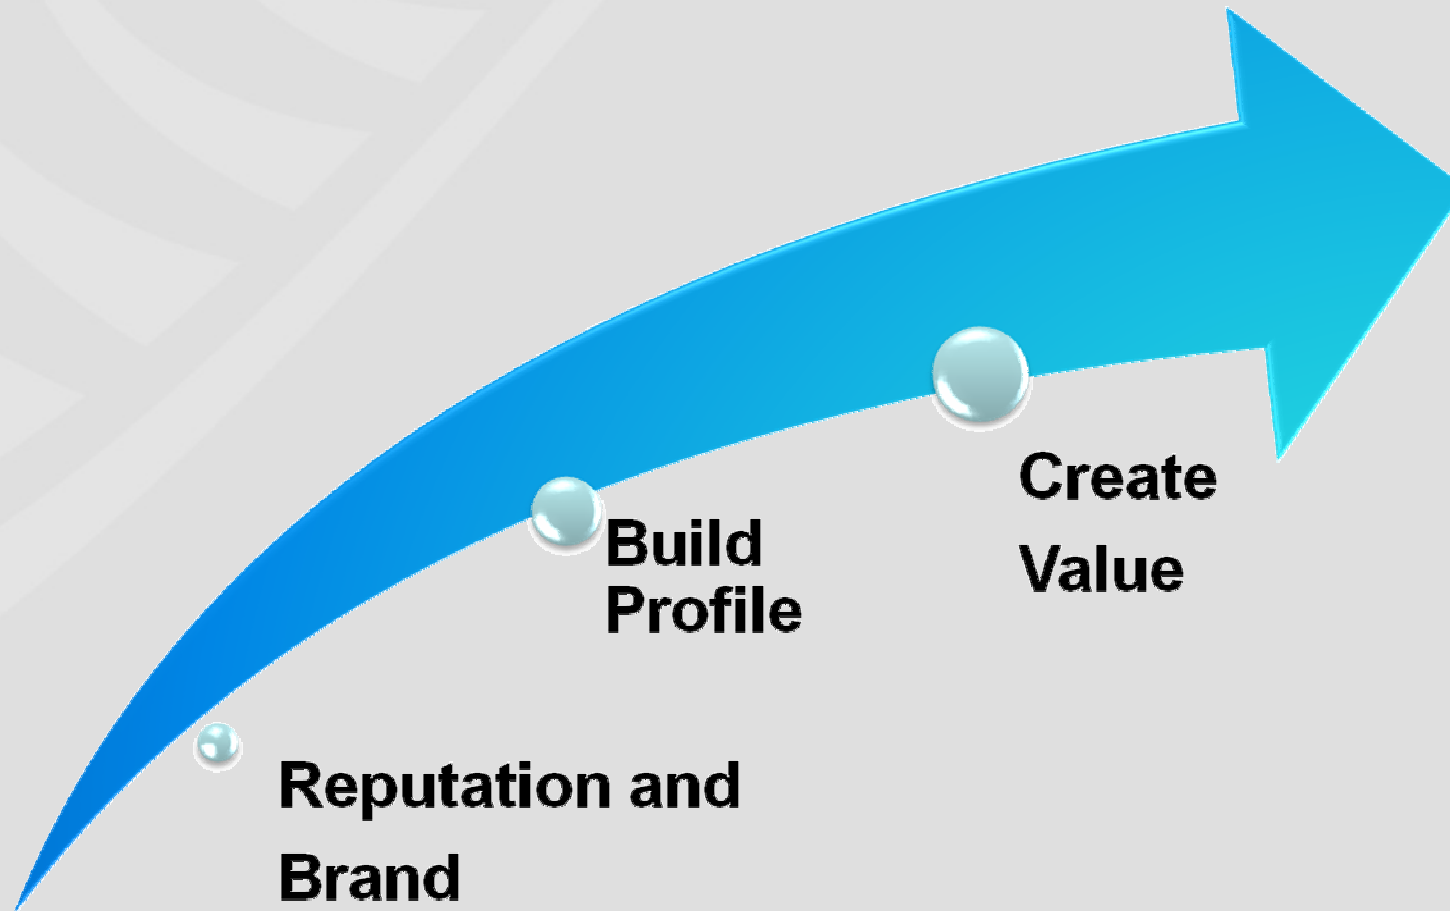 Create
Value
Build
Profile
Reputation and
Brand